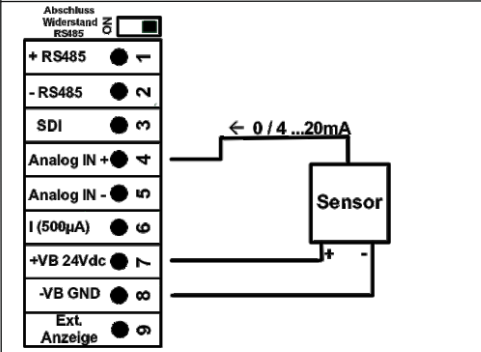 Abschluss
Widerstand
RS485
ON
+ RS485 1
- RS485 2
SDI 3
Analog IN + 4
Analog IN - 5
I (500µA) 6
+VB 24Vdc 7
-VB GND 8
Ext.
Anzeige 9
← 0 / 4 ...20mA
Sensor
+ -